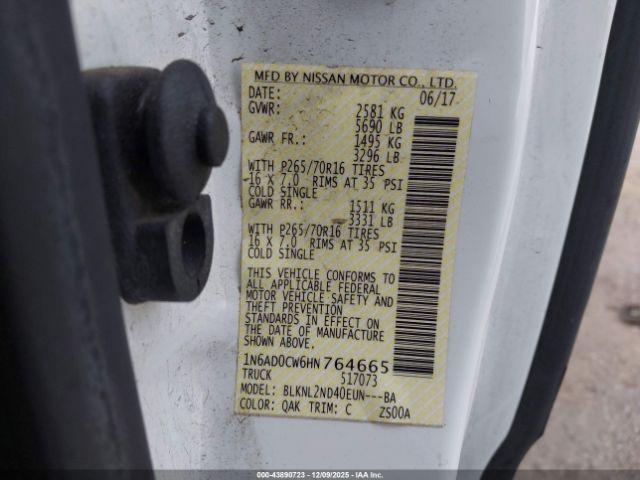 MFD BY NISSAN MOTOR CO., LTD.
DATE: 06/17
GVWR: 2581 KG
5690 LB
GAWR FR.: 1495 KG
3296 LB
WITH P265/70R16 TIRES
16 X 7.0 RIMS AT 35 PSI
COLD SINGLE
GAWR RR.: 1511 KG
3331 LB
WITH P265/70R16 TIRES
16 X 7.0 RIMS AT 35 PSI
COLD SINGLE
THIS VEHICLE CONFORMS TO
ALL APPLICABLE FEDERAL
MOTOR VEHICLE SAFETY AND
THEFT PREVENTION
STANDARDS IN EFFECT ON
THE DATE OF MANUFACTURE
SHOWN ABOVE.
1N6AD0CW6HN764665
TRUCK 517073
MODEL: BLKNL2ND40EUN---BA
COLOR: QAK TRIM: C ZS00A
000-43890723 | 12/09/2025 - IAAI.COM